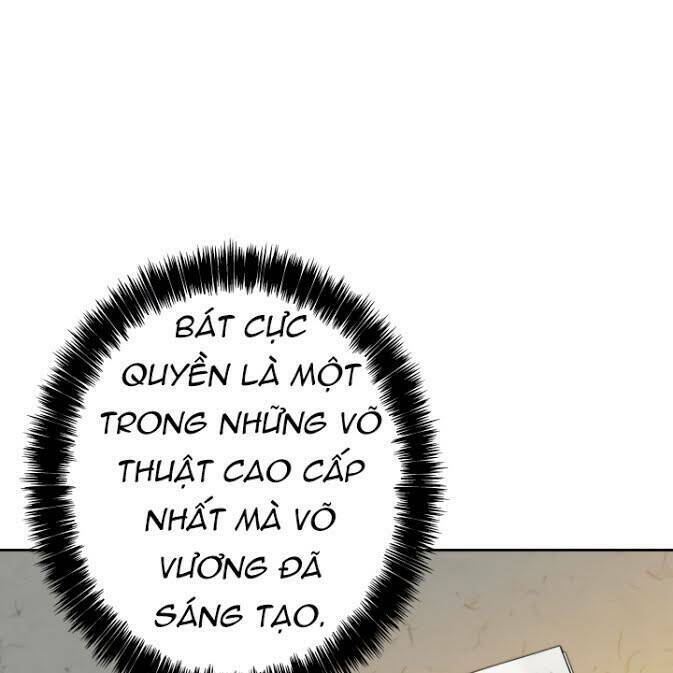 BÁT CỰC
QUYỀN LÀ MỘT
TRONG NHỮNG VÕ
THUẬT CAO CẤP
NHẤT MÀ VÕ
VƯƠNG ĐÃ
SÁNG TẠO.